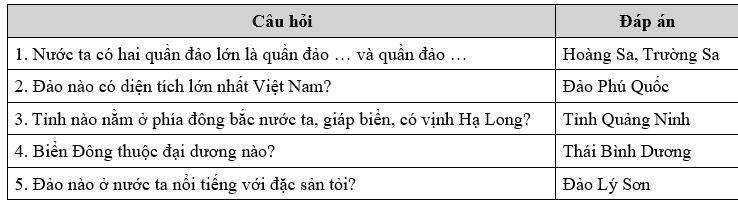 Câu hỏi	Đáp án
1. Nước ta có hai quần đảo lớn là quần đảo … và quần đảo …	Hoàng Sa, Trường Sa
2. Đảo nào có diện tích lớn nhất Việt Nam?	Đảo Phú Quốc
3. Tỉnh nào nằm ở phía đông bắc nước ta, giáp biển, có vịnh Hạ Long?	Tỉnh Quảng Ninh
4. Biển Đông thuộc đại dương nào?	Thái Bình Dương
5. Đảo nào ở nước ta nổi tiếng với đặc sản tỏi?	Đảo Lý Sơn